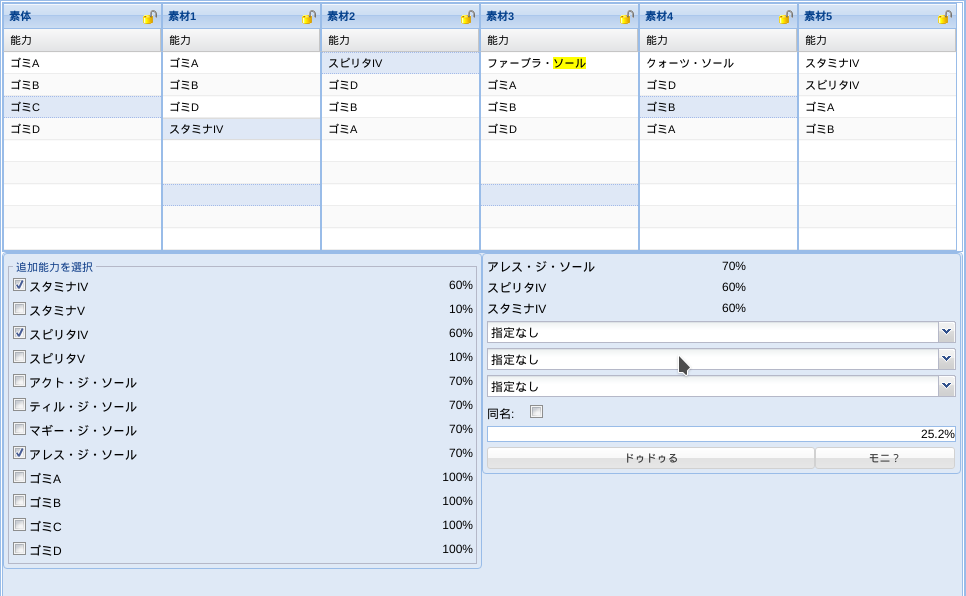 素体 素材1 素材2 素材3 素材4 素材5
能力 能力 能力 能力 能力 能力
ゴミA ゴミA スピリタIV ファーブラ・ソール クォーツ・ソール スタミナIV
ゴミB ゴミB ゴミD ゴミA ゴミD スピリタIV
ゴミC ゴミD ゴミB ゴミB ゴミB ゴミA
ゴミD スタミナIV ゴミA ゴミD ゴミA ゴミB
追加能力を選択
スタミナIV 60%
スタミナV 10%
スピリタIV 60%
スピリタV 10%
アクト・ジ・ソール 70%
ティル・ジ・ソール 70%
マギー・ジ・ソール 70%
アレス・ジ・ソール 70%
ゴミA 100%
ゴミB 100%
ゴミC 100%
ゴミD 100%
アレス・ジ・ソール 70%
スピリタIV 60%
スタミナIV 60%
指定なし
指定なし
指定なし
同名:
25.2%
ドゥドゥる モニ？